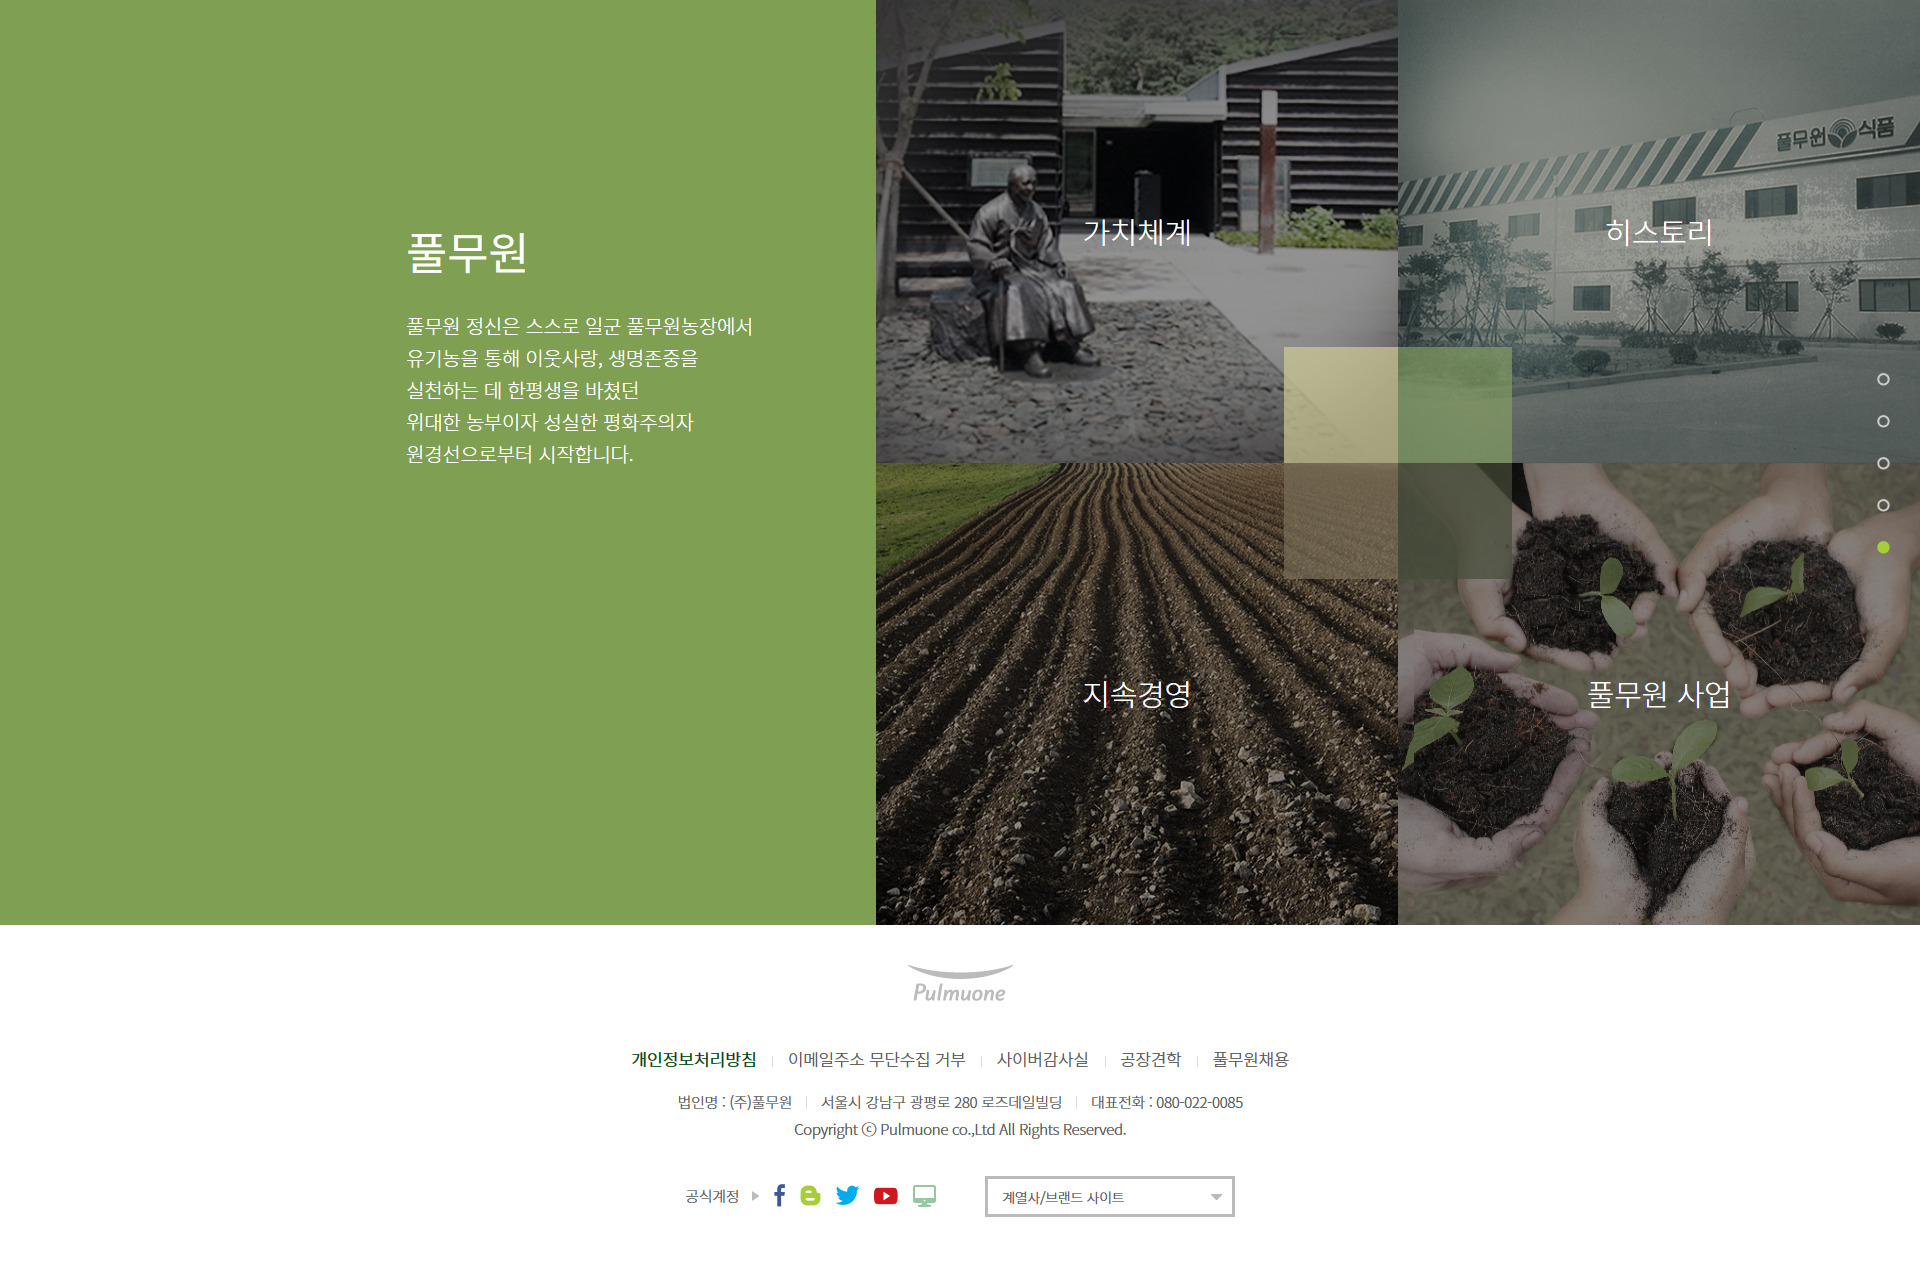 풀무원
풀무원 정신은 스스로 일군 풀무원농장에서
유기농을 통해 이웃사랑, 생명존중을
실천하는 데 한평생을 바쳤던
위대한 농부이자 성실한 평화주의자
원경선으로부터 시작합니다.
가치체계
풀무원 식품
히스토리
지속경영
풀무원 사업
Pulmuone
개인정보처리방침 이메일주소 무단수집 거부 사이버감사실 공장견학 풀무원채용
법인명 : (주)풀무원 서울시 강남구 광평로 280 로즈데일빌딩 대표전화 : 080-022-0085
Copyright ⓒ Pulmuone co.,Ltd All Rights Reserved.
공식계정
계열사/브랜드 사이트